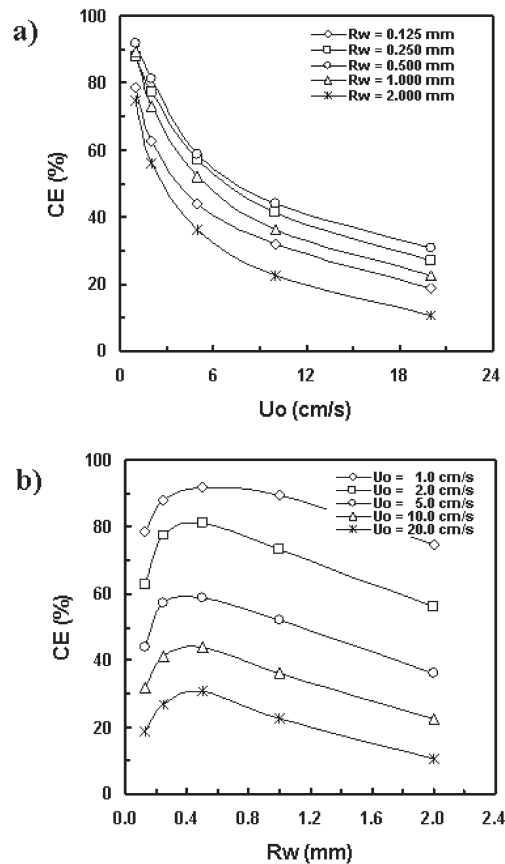 a)
100
80
60
40
20
0
CE (%)
Rw = 0.125 mm
Rw = 0.250 mm
Rw = 0.500 mm
Rw = 1.000 mm
Rw = 2.000 mm
0 6 12 18 24
Uo (cm/s)
b)
100
80
60
40
20
0
CE (%)
Uo = 1.0 cm/s
Uo = 2.0 cm/s
Uo = 5.0 cm/s
Uo = 10.0 cm/s
Uo = 20.0 cm/s
0.0 0.4 0.8 1.2 1.6 2.0 2.4
Rw (mm)